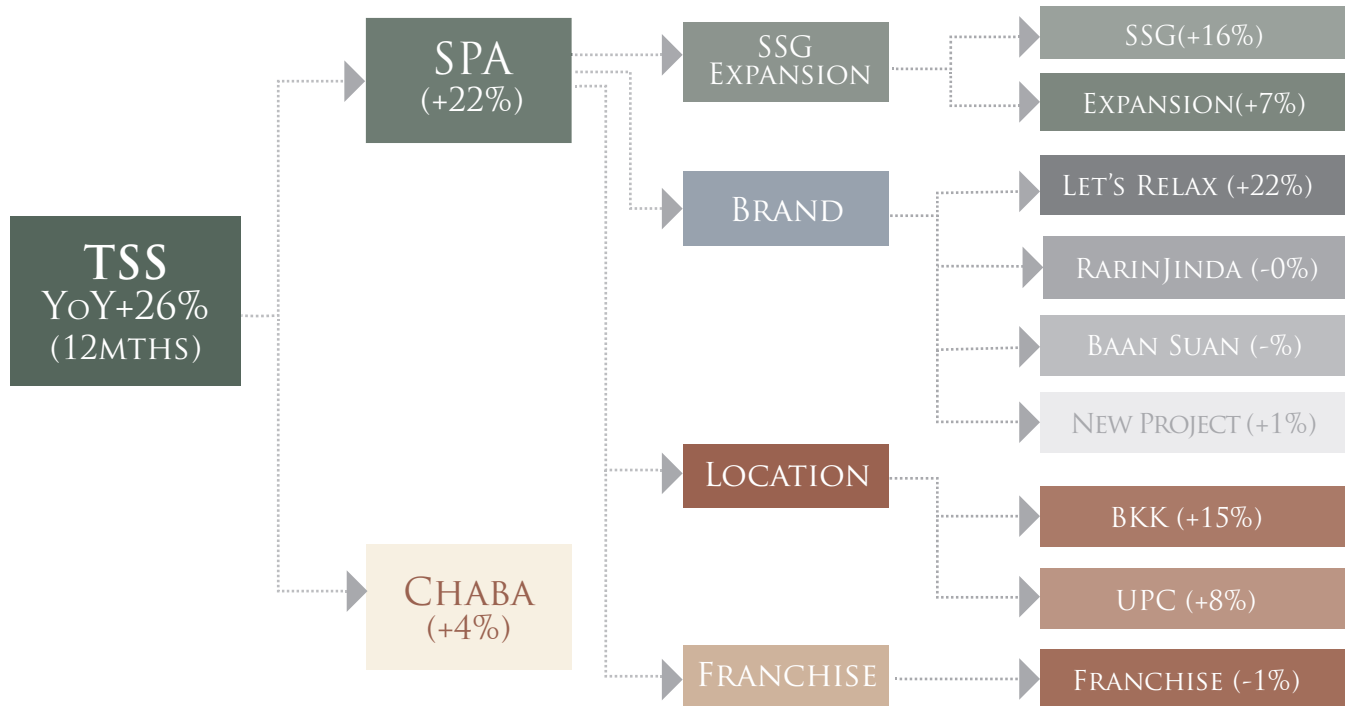 TSS
YoY+26%
(12MTHS)
SPA
(+22%)
CHABA
(+4%)
SSG
EXPANSION
BRAND
LOCATION
FRANCHISE
SSG(+16%)
EXPANSION(+7%)
LET'S RELAX (+22%)
RARINJINDA (-0%)
BAAN SUAN (-%)
NEW PROJECT (+1%)
BKK (+15%)
UPC (+8%)
FRANCHISE (-1%)